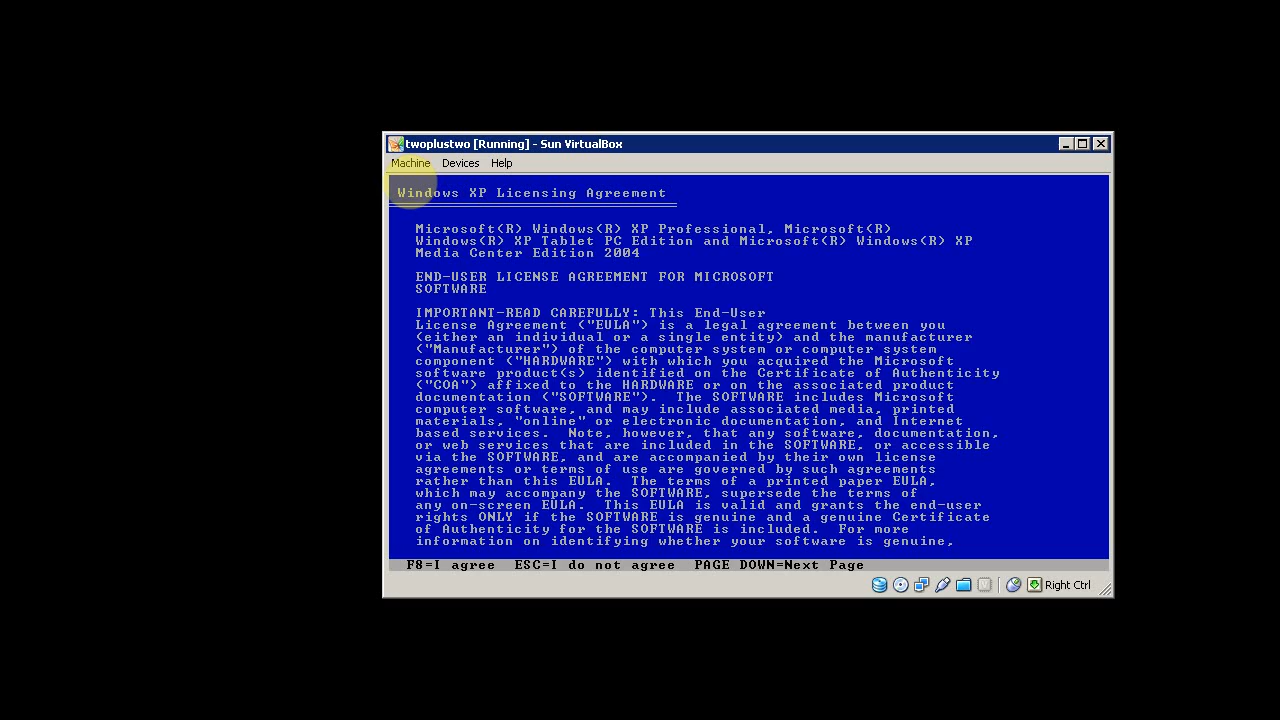 twoplustwo [Running] - Sun VirtualBox
Machine Devices Help
Windows XP Licensing Agreement
Microsoft(R) Windows(R) XP Professional, Microsoft(R)
Windows(R) XP Tablet PC Edition and Microsoft(R) Windows(R) XP
Media Center Edition 2004
END-USER LICENSE AGREEMENT FOR MICROSOFT
SOFTWARE
IMPORTANT-READ CAREFULLY: This End-User
License Agreement ("EULA") is a legal agreement between you
(either an individual or a single entity) and the manufacturer
("Manufacturer") of the computer system or computer system
component ("HARDWARE") with which you acquired the Microsoft
software product(s) identified on the Certificate of Authenticity
("COA") affixed to the HARDWARE or on the associated product
documentation ("SOFTWARE").  The SOFTWARE includes Microsoft
computer software, and may include associated media, printed
materials, "online" or electronic documentation, and Internet
based services.  Note, however, that any software, documentation,
or web services that are included in the SOFTWARE, or accessible
via the SOFTWARE, and are accompanied by their own license
agreements or terms of use are governed by such agreements
rather than this EULA.  The terms of a printed paper EULA,
which may accompany the SOFTWARE, supersede the terms of
any on-screen EULA.  This EULA is valid and grants the end-user
rights ONLY if the SOFTWARE is genuine and a genuine Certificate
of Authenticity for the SOFTWARE is included.  For more
information on identifying whether your software is genuine,
F8=I agree  ESC=I do not agree  PAGE DOWN=Next Page
Right Ctrl